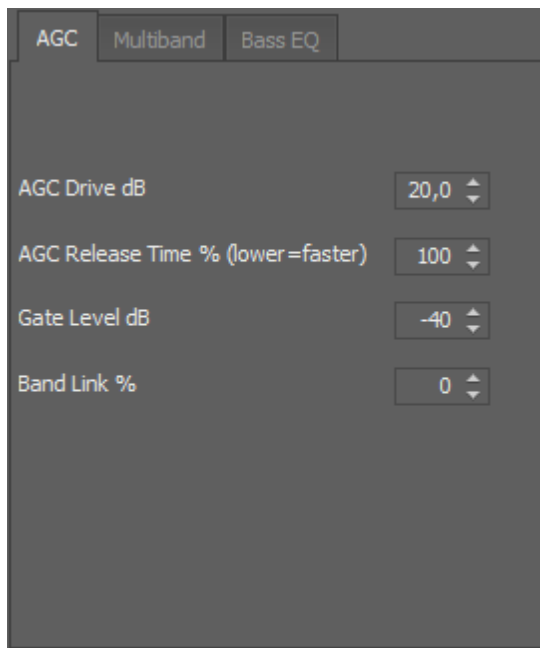 AGC Multiband Bass EQ
AGC Drive dB 20,0
AGC Release Time % (lower=faster) 100
Gate Level dB -40
Band Link % 0